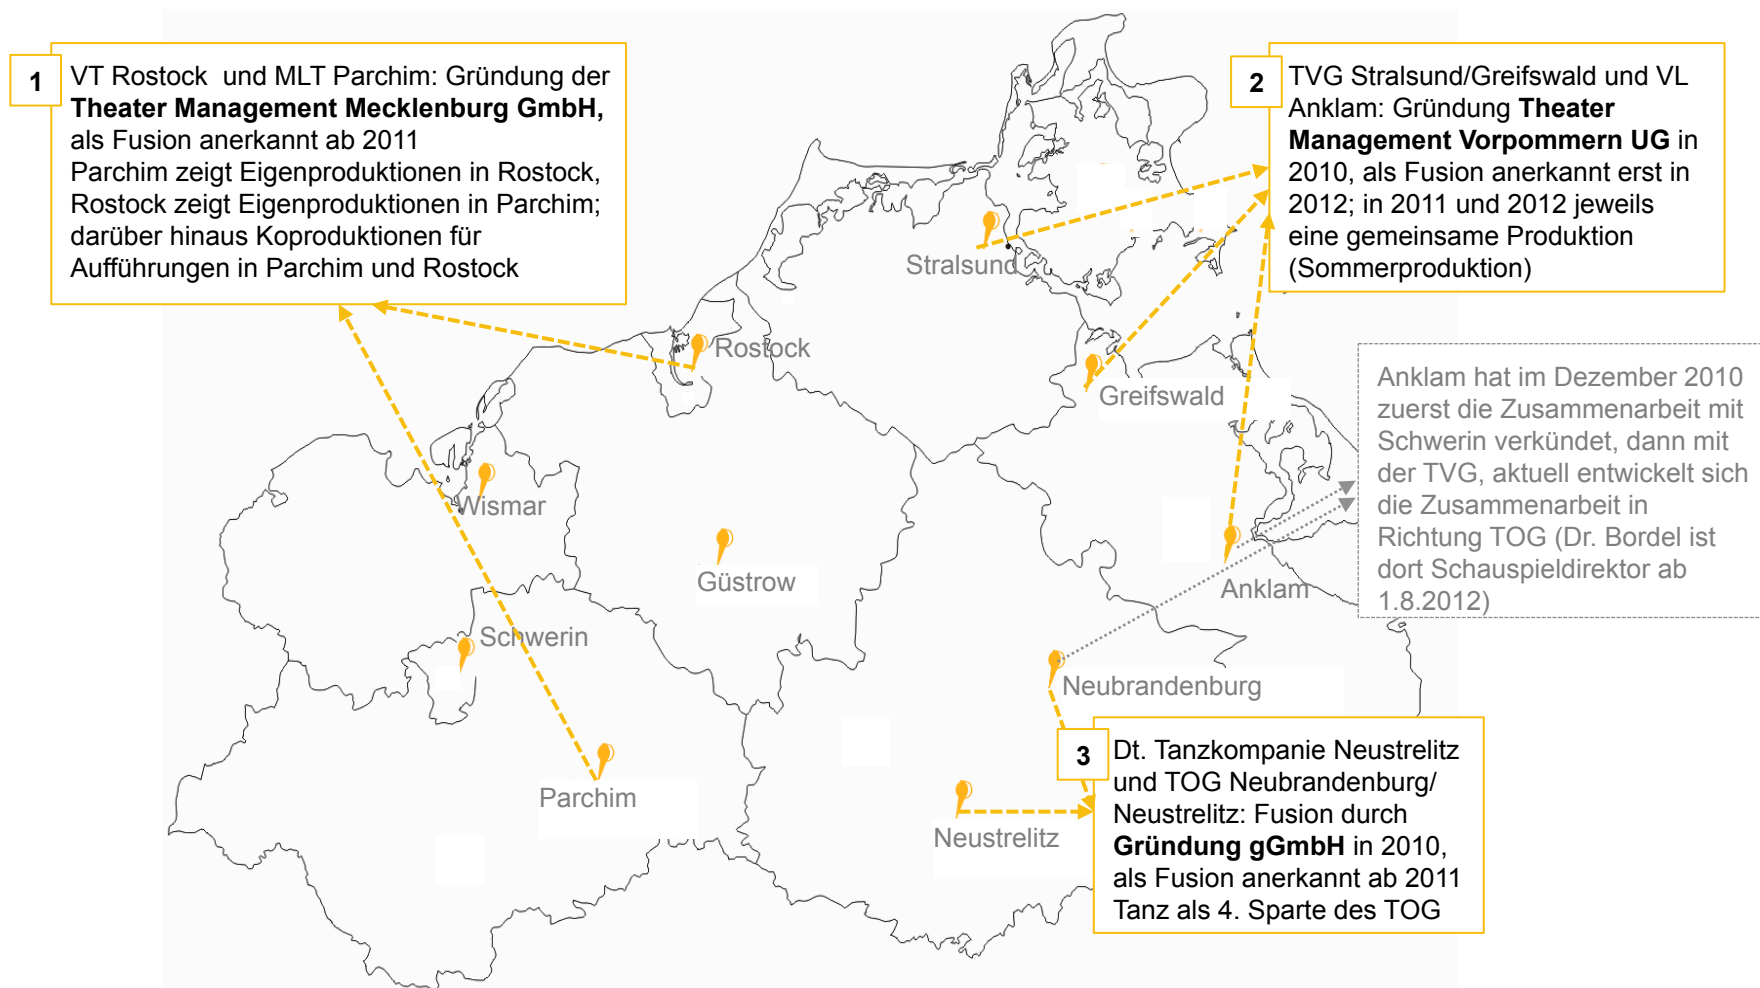 1
VT Rostock und MLT Parchim: Gründung der
Theater Management Mecklenburg GmbH,
als Fusion anerkannt ab 2011
Parchim zeigt Eigenproduktionen in Rostock,
Rostock zeigt Eigenproduktionen in Parchim;
darüber hinaus Koproduktionen für
Aufführungen in Parchim und Rostock
2
TVG Stralsund/Greifswald und VL
Anklam: Gründung Theater
Management Vorpommern UG in
2010, als Fusion anerkannt erst in
2012; in 2011 und 2012 jeweils
eine gemeinsame Produktion
(Sommerproduktion)
Stralsund
Rostock
Greifswald
Anklam hat im Dezember 2010
zuerst die Zusammenarbeit mit
Schwerin verkündet, dann mit
der TVG, aktuell entwickelt sich
die Zusammenarbeit in
Richtung TOG (Dr. Bordel ist
dort Schauspieldirektor ab
1.8.2012)
Wismar
Güstrow
Anklam
Schwerin
Neubrandenburg
Parchim
Neustrelitz
3
Dt. Tanzkompanie Neustrelitz
und TOG Neubrandenburg/
Neustrelitz: Fusion durch
Gründung gGmbH in 2010,
als Fusion anerkannt ab 2011
Tanz als 4. Sparte des TOG